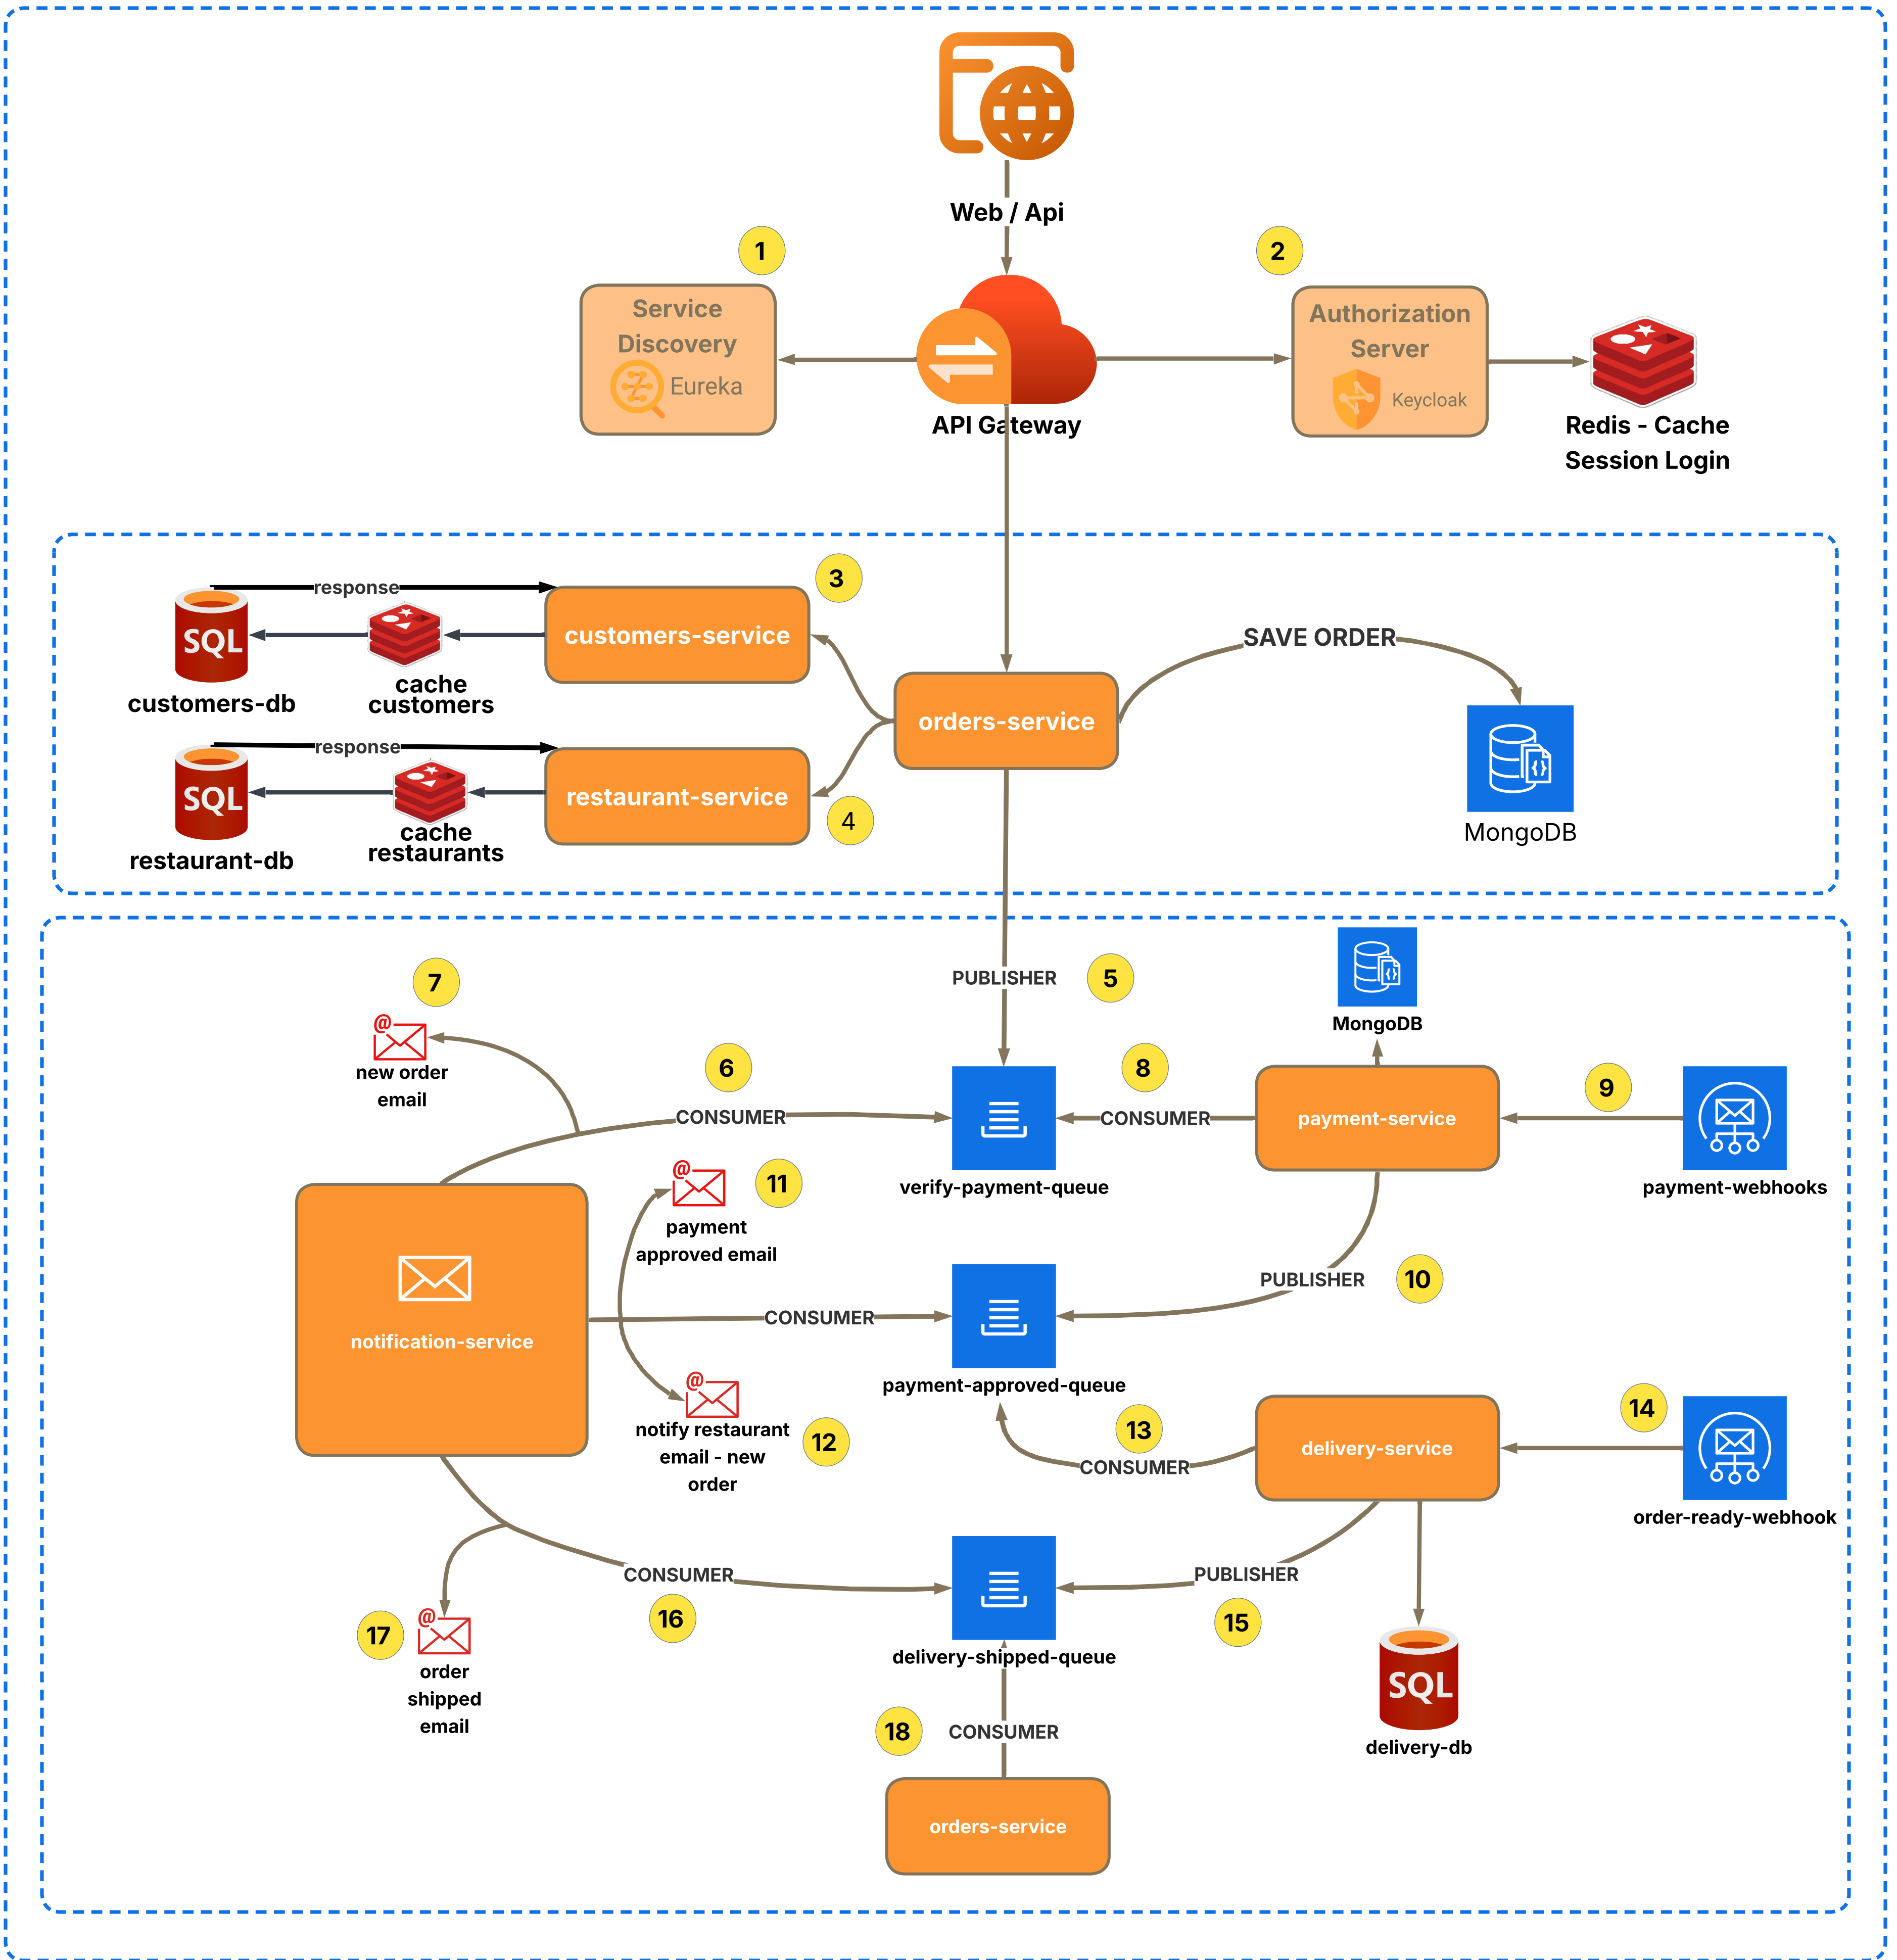 Web / Api
1
2
Service
Discovery
Eureka
API Gateway
Authorization
Server
Keycloak
Redis - Cache
Session Login
3
response
SQL
customers-db
cache
customers
customers-service
orders-service
SAVE ORDER
MongoDB
response
SQL
restaurant-db
cache
restaurants
restaurant-service
4
PUBLISHER
5
7
new order
email
6
CONSUMER
verify-payment-queue
8
CONSUMER
MongoDB
payment-service
9
payment-webhooks
11
payment
approved email
notification-service
CONSUMER
payment-approved-queue
PUBLISHER
10
notify restaurant
email - new
order
12
13
CONSUMER
delivery-service
14
order-ready-webhook
CONSUMER
16
delivery-shipped-queue
PUBLISHER
15
17
order
shipped
email
SQL
delivery-db
18
CONSUMER
orders-service